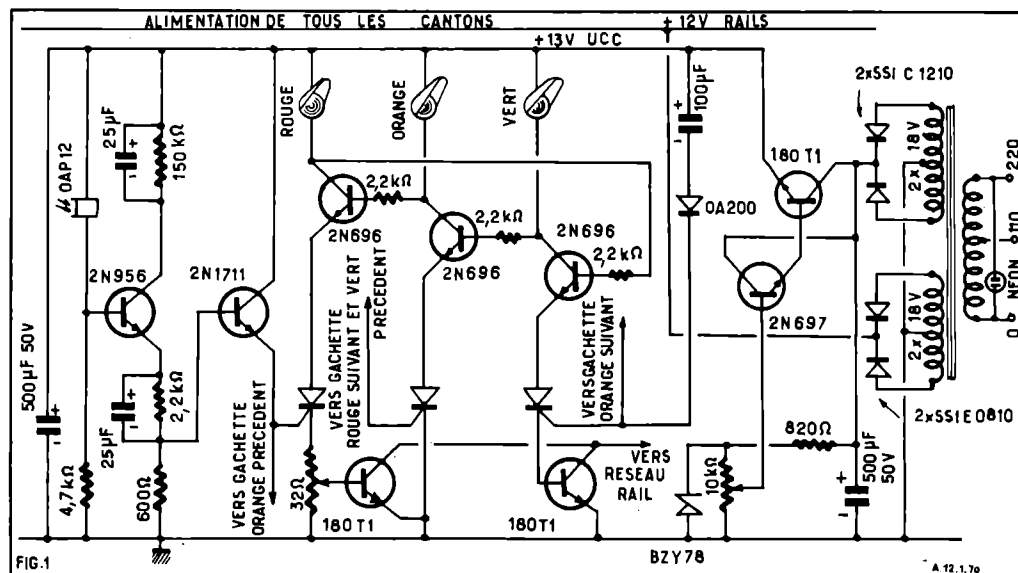 ALIMENTATION DE TOUS LES CANTONS
+ 12V RAILS
+13V UCC
2xSSI C 1210
ROUGE
ORANGE
VERT
100µF
25µF
150kΩ
OAP12
180 T1
2x 18V
220
110
NEON
0
2,2kΩ
2N696
2,2kΩ
2N696
2N696
2,2kΩ
OA200
2N956
2N1711
2N697
2x 18V
500µF 50V
2,2kΩ
25µF
VERS GACHETTE
ORANGE PRECEDENT
VERS GACHETTE
ROUGE SUIVANT ET VERT
PRECEDENT
VERS GACHETTE
ORANGE SUIVANT
2xSSI E 0810
820Ω
VERS
RESEAU
RAIL
4,7kΩ
600Ω
32Ω
10kΩ
500µF
50V
180 T1
180T1
BZY78
FIG.1
A.12.1.70